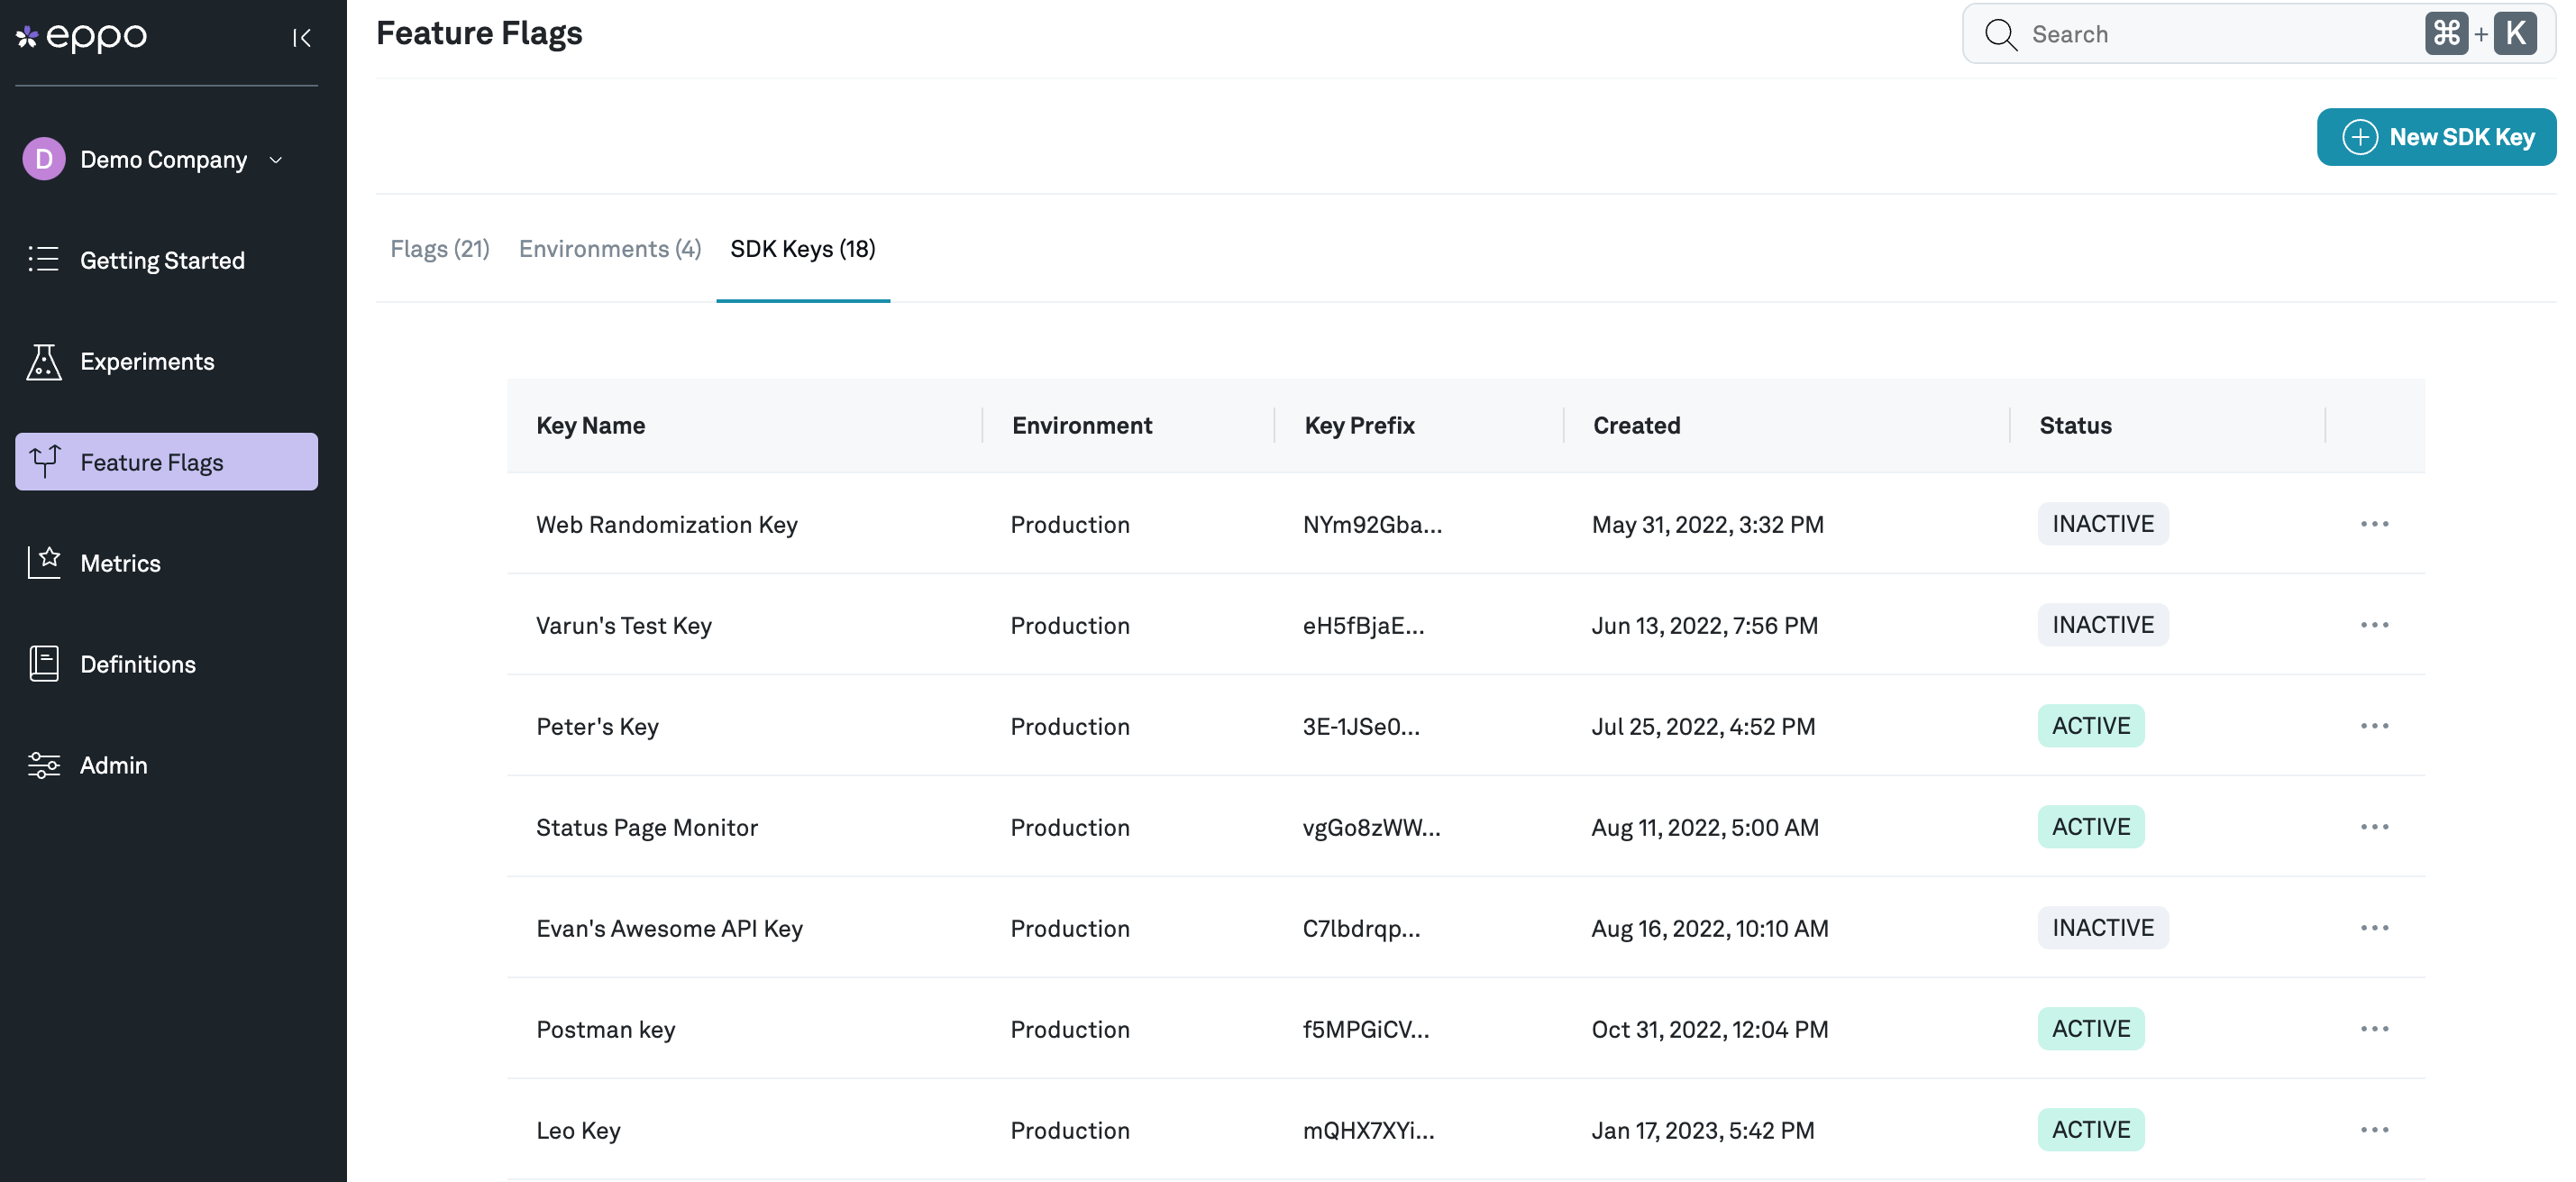 eppo
Feature Flags
Search
⌘ + K
D Demo Company
New SDK Key
Getting Started
Experiments
Feature Flags
Metrics
Definitions
Admin
Flags (21) Environments (4) SDK Keys (18)
Key Name Environment Key Prefix Created Status
Web Randomization Key Production NYm92Gba... May 31, 2022, 3:32 PM INACTIVE
Varun's Test Key Production eH5fBjaE... Jun 13, 2022, 7:56 PM INACTIVE
Peter's Key Production 3E-1JSe0... Jul 25, 2022, 4:52 PM ACTIVE
Status Page Monitor Production vgGo8zWW... Aug 11, 2022, 5:00 AM ACTIVE
Evan's Awesome API Key Production C7lbdrqp... Aug 16, 2022, 10:10 AM INACTIVE
Postman key Production f5MPGiCV... Oct 31, 2022, 12:04 PM ACTIVE
Leo Key Production mQHX7XYi... Jan 17, 2023, 5:42 PM ACTIVE